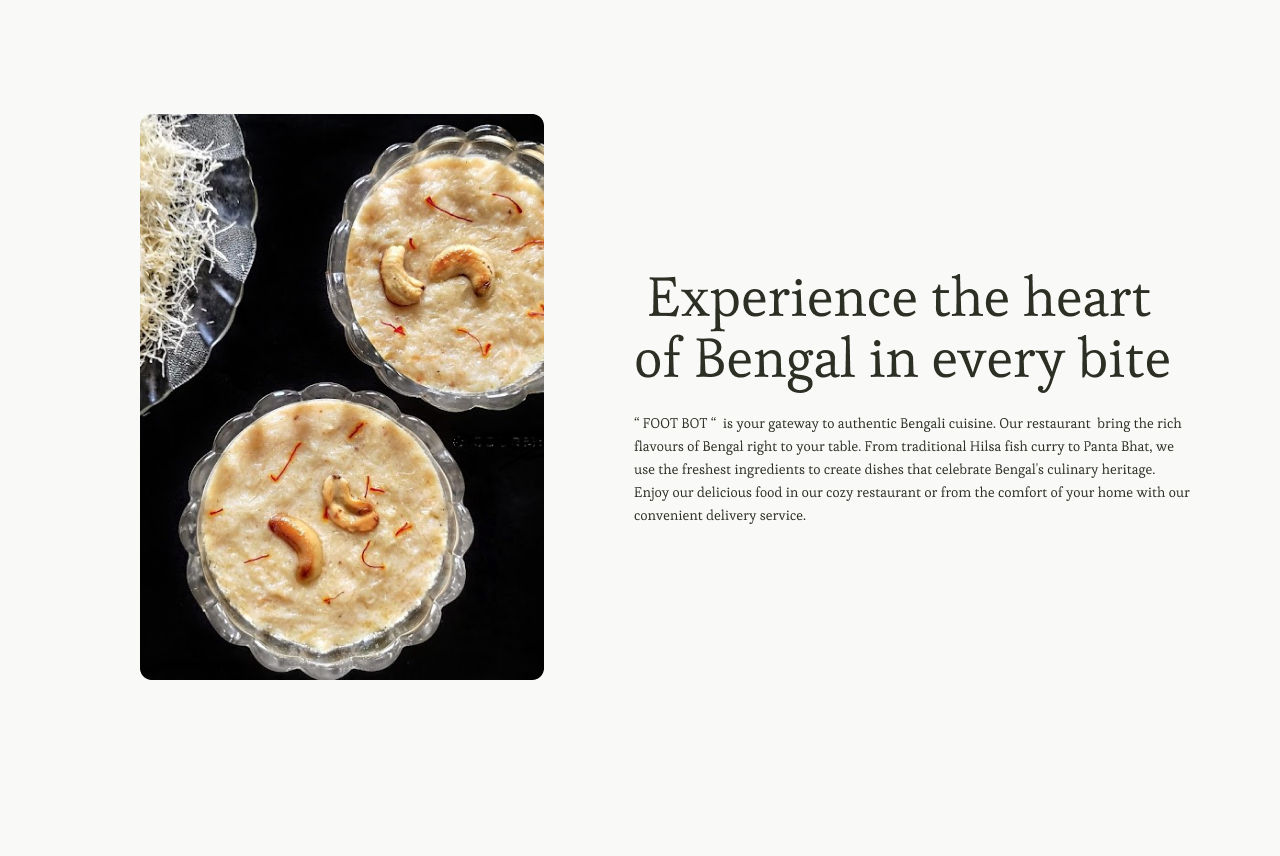 Experience the heart
of Bengal in every bite
“ FOOT BOT “  is your gateway to authentic Bengali cuisine. Our restaurant  bring the rich
flavours of Bengal right to your table. From traditional Hilsa fish curry to Panta Bhat, we
use the freshest ingredients to create dishes that celebrate Bengal's culinary heritage.
Enjoy our delicious food in our cozy restaurant or from the comfort of your home with our
convenient delivery service.